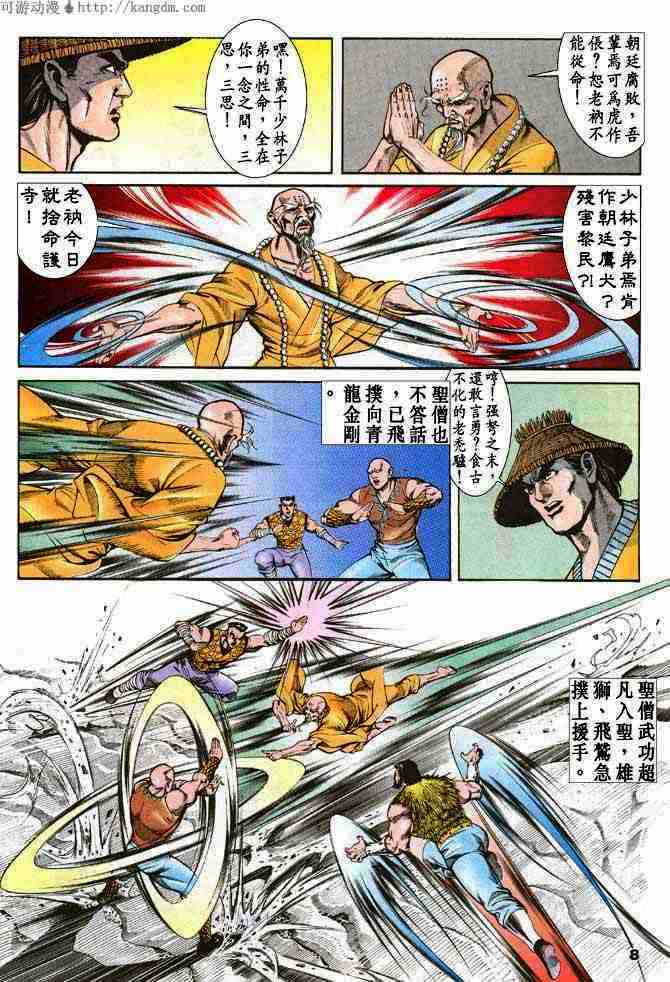 可游动漫 http://kangdm.com
朝廷腐敗，吾
輩焉可為虎作
倀？恕老衲不
能從命！
嘿！萬千少林子
弟的性命，全在
你一念之間，三
思，三思！
少林子弟焉肯
作朝廷鷹犬？
殘害黎民？！
老衲今日
就捨命護
寺！
哼！强弩之末，
還敢言勇？食古
不化的老禿驢！
聖僧也
不答話
，已飛
撲向青
龍金剛
。
聖僧武功超
凡入聖，雄
獅、飛鷲急
撲上援手。
8